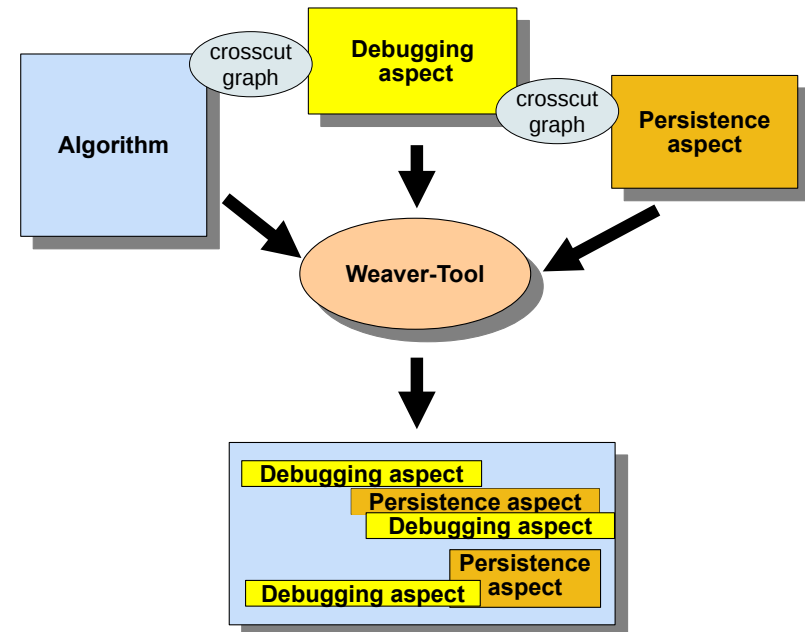 crosscut
graph
Debugging
aspect
Algorithm
crosscut
graph
Persistence
aspect
Weaver-Tool
Debugging aspect
Persistence aspect
Debugging aspect
Persistence
aspect
Debugging aspect